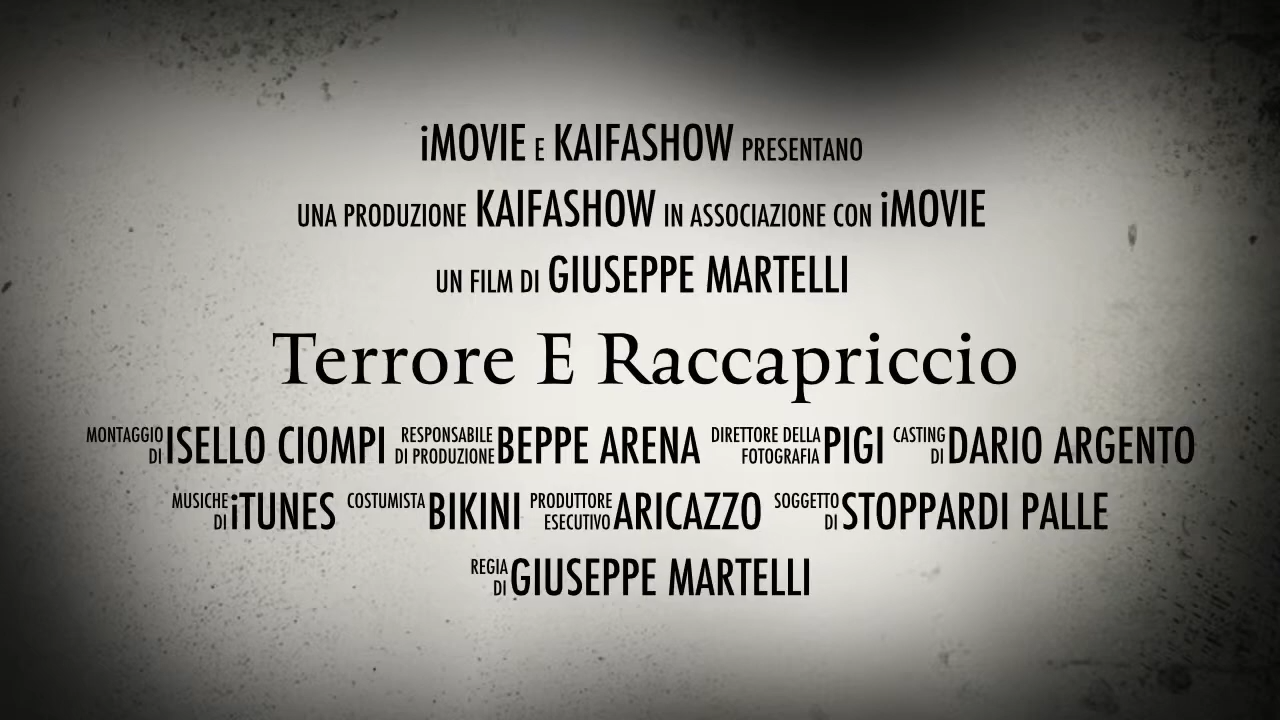 iMOVIE E KAIFASHOW PRESENTANO
UNA PRODUZIONE KAIFASHOW IN ASSOCIAZIONE CON iMOVIE
UN FILM DI GIUSEPPE MARTELLI
Terrore E Raccapriccio
MONTAGGIO DI ISELLO CIOMPI RESPONSABILE DI PRODUZIONE BEPPE ARENA DIRETTORE DELLA FOTOGRAFIA PIGI CASTING DI DARIO ARGENTO
MUSICHE DI iTUNES COSTUMISTA BIKINI PRODUTTORE ESECUTIVO ARICAZZO SOGGETTO DI STOPPARDI PALLE
REGIA DI GIUSEPPE MARTELLI